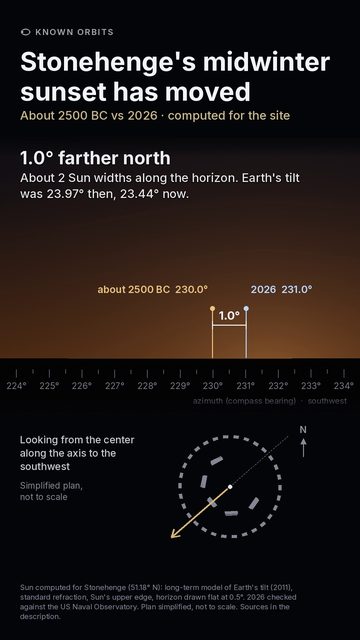 KNOWN ORBITS
Stonehenge's midwinter
sunset has moved
About 2500 BC vs 2026 · computed for the site
1.0° farther north
About 2 Sun widths along the horizon. Earth's tilt
was 23.97° then, 23.44° now.
about 2500 BC 230.0°
2026 231.0°
1.0°
224° 225° 226° 227° 228° 229° 230° 231° 232° 233° 234°
azimuth (compass bearing) · southwest
Looking from the center
along the axis to the
southwest
N
Simplified plan,
not to scale
Sun computed for Stonehenge (51.18° N): long-term model of Earth's tilt (2011),
standard refraction, Sun's upper edge, horizon drawn flat at 0.5°. 2026 checked
against the US Naval Observatory. Plan simplified, not to scale. Sources in the
description.